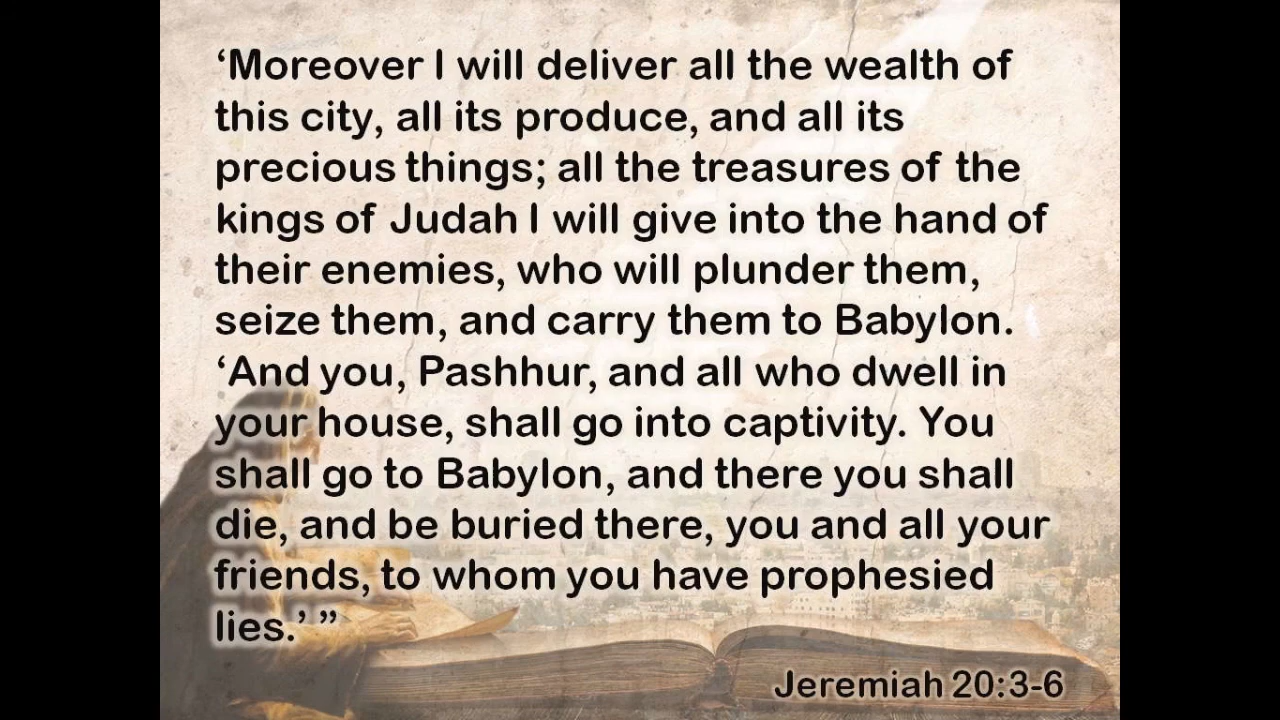 ‘Moreover I will deliver all the wealth of
this city, all its produce, and all its
precious things; all the treasures of the
kings of Judah I will give into the hand of
their enemies, who will plunder them,
seize them, and carry them to Babylon.
‘And you, Pashhur, and all who dwell in
your house, shall go into captivity. You
shall go to Babylon, and there you shall
die, and be buried there, you and all your
friends, to whom you have prophesied
lies.’ ”
Jeremiah 20:3-6